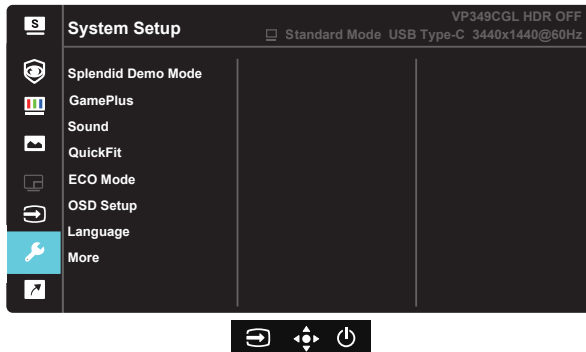 S
System Setup
VP349CGL HDR OFF
Standard Mode USB Type-C 3440x1440@60Hz
Splendid Demo Mode
GamePlus
Sound
QuickFit
ECO Mode
OSD Setup
Language
More